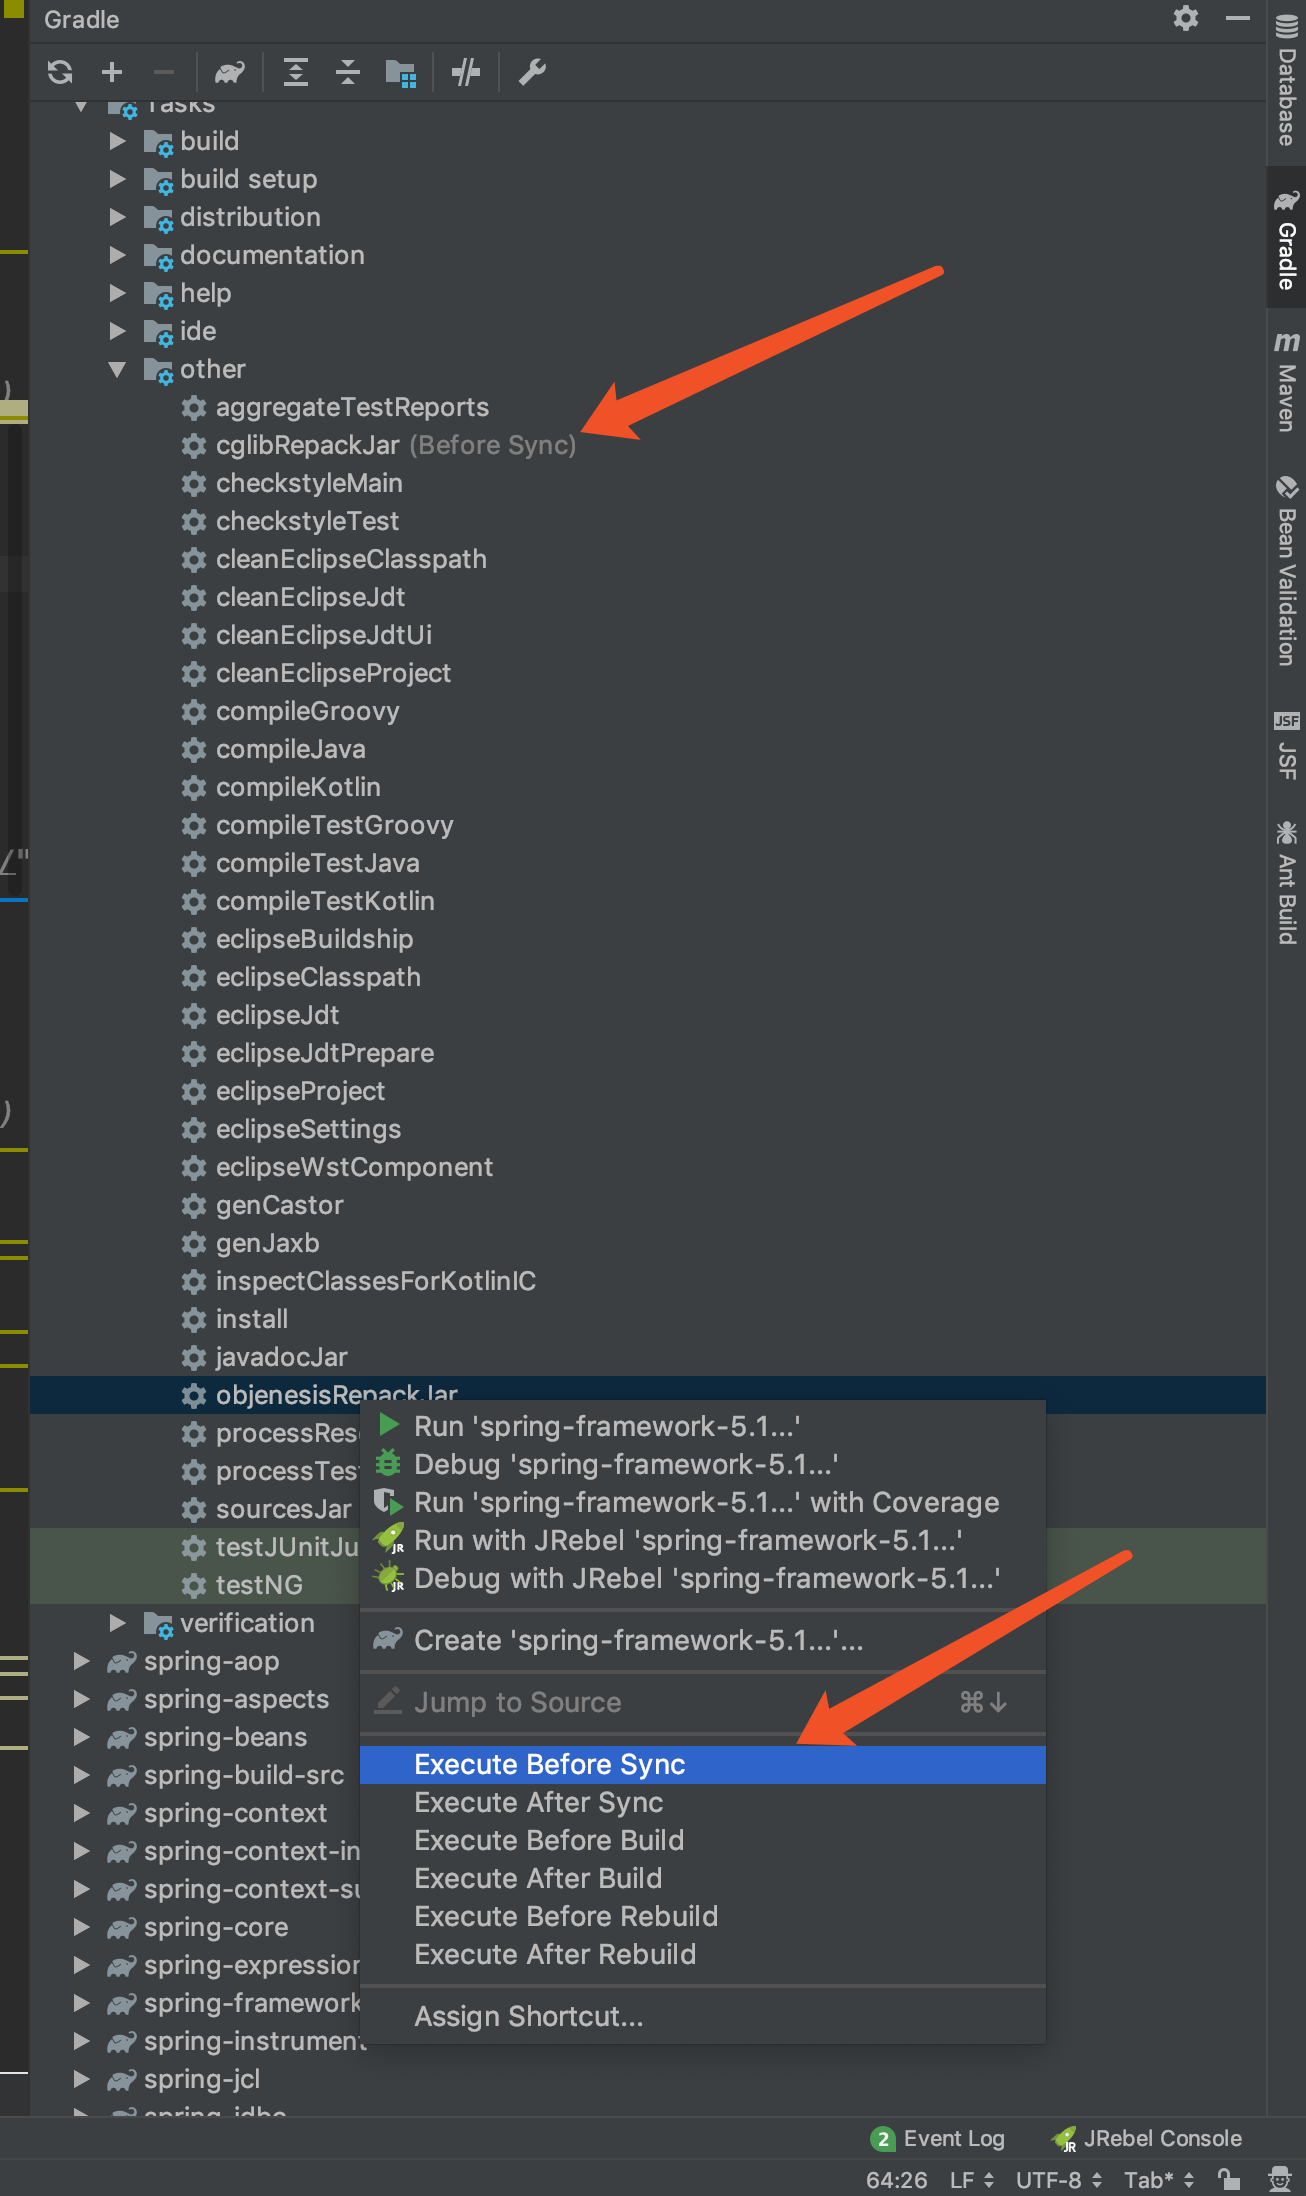 Gradle
Tasks
build
build setup
distribution
documentation
help
ide
other
aggregateTestReports
cglibRepackJar (Before Sync)
checkstyleMain
checkstyleTest
cleanEclipseClasspath
cleanEclipseJdt
cleanEclipseJdtUi
cleanEclipseProject
compileGroovy
compileJava
compileKotlin
compileTestGroovy
compileTestJava
compileTestKotlin
eclipseBuildship
eclipseClasspath
eclipseJdt
eclipseJdtPrepare
eclipseProject
eclipseSettings
eclipseWstComponent
genCastor
genJaxb
inspectClassesForKotlinIC
install
javadocJar
objenesisRepackJar
processRes
processTes
sourcesJar
testJUnitJu
testNG
verification
spring-aop
spring-aspects
spring-beans
spring-build-src
spring-context
spring-context-in
spring-context-su
spring-core
spring-expression
spring-framework
spring-instrument
spring-jcl
spring-jdbc
Run 'spring-framework-5.1...'
Debug 'spring-framework-5.1...'
Run 'spring-framework-5.1...' with Coverage
Run with JRebel 'spring-framework-5.1...'
Debug with JRebel 'spring-framework-5.1...'
Create 'spring-framework-5.1...'...
Jump to Source ⌘↓
Execute Before Sync
Execute After Sync
Execute Before Build
Execute After Build
Execute Before Rebuild
Execute After Rebuild
Assign Shortcut...
Database
Gradle
m Maven
Bean Validation
JSF JSF
Ant Build
2 Event Log JR JRebel Console
64:26 LF UTF-8 Tab*